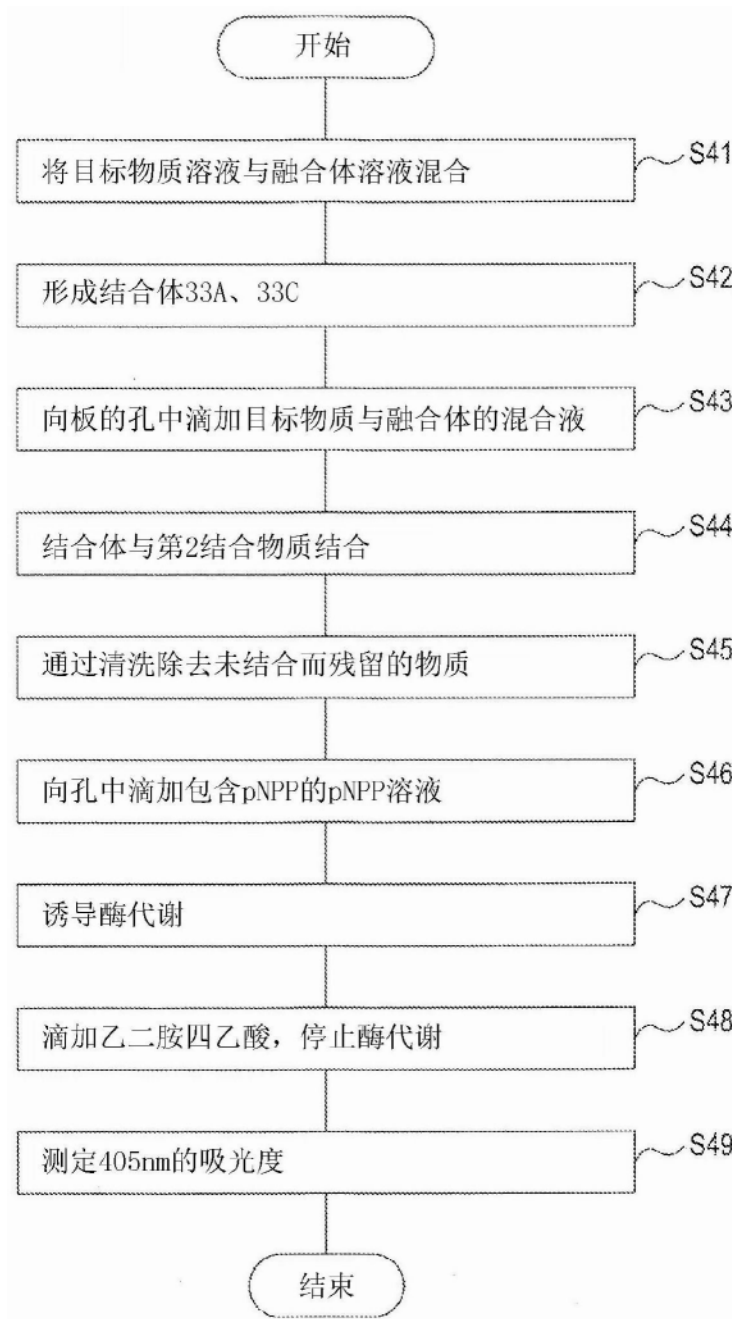 开始
将目标物质溶液与融合体溶液混合
S41
形成结合体33A、33C
S42
向板的孔中滴加目标物质与融合体的混合液
S43
结合体与第2结合物质结合
S44
通过清洗除去未结合而残留的物质
S45
向孔中滴加包含pNPP的pNPP溶液
S46
诱导酶代谢
S47
滴加乙二胺四乙酸，停止酶代谢
S48
测定405nm的吸光度
S49
结束